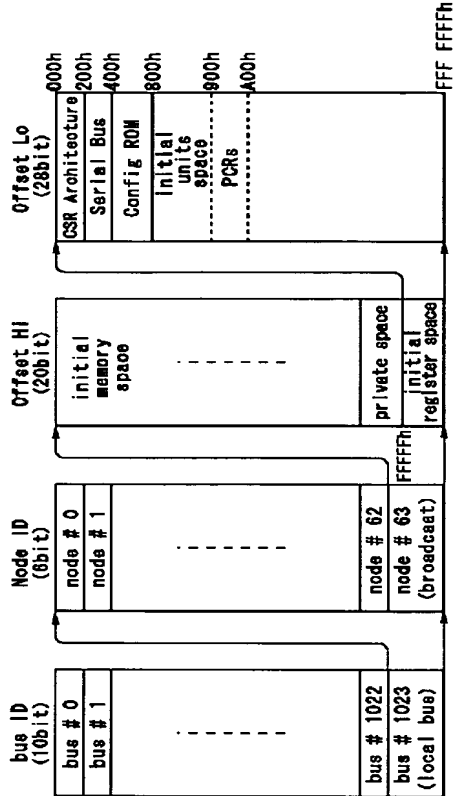 bus ID
(10bit)
bus # 0
bus # 1
bus # 1022
bus # 1023
(local bus)
Node ID
(6bit)
node # 0
node # 1
node # 62
node # 63
(broadcast)
Offset Hi
(20bit)
initial
memory
space
private space
FFFFFh
initial
register space
Offset Lo
(28bit)
CSR Architecture
Serial Bus
Config ROM
initial
units
space
PCRs
000h
200h
400h
800h
900h
A00h
FFF FFFFh